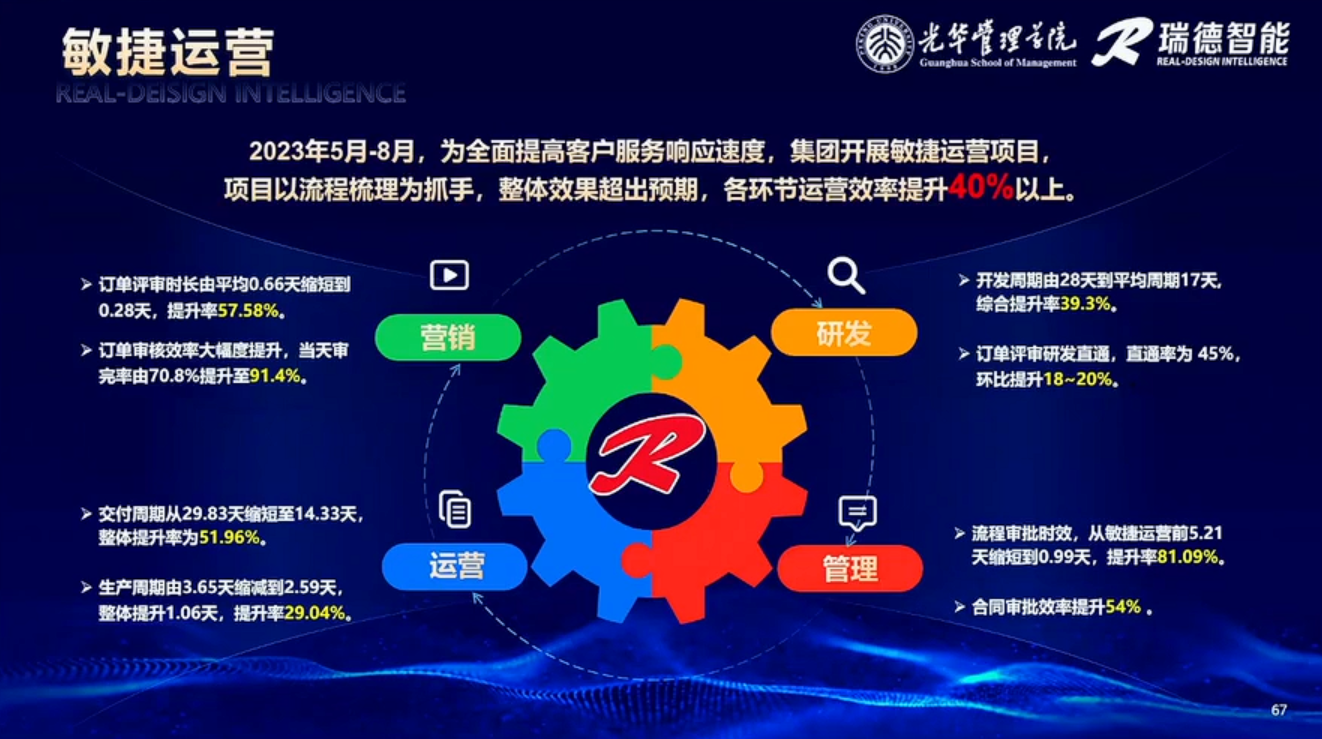 敏捷运营
REAL-DEISIGN INTELLIGENCE
光华管理学院
Guanghua School of Management
瑞德智能
REAL-DESIGN INTELLIGENCE
2023年5月-8月，为全面提高客户服务响应速度，集团开展敏捷运营项目，
项目以流程梳理为抓手，整体效果超出预期，各环节运营效率提升40%以上。
➢ 订单评审时长由平均0.66天缩短到
0.28天，提升率57.58%。
➢ 订单审核效率大幅度提升，当天审
完率由70.8%提升至91.4%。
营销
研发
➢ 开发周期由28天到平均周期17天,
综合提升率39.3%。
➢ 订单评审研发直通，直通率为 45%，
环比提升18~20%。
R
➢ 交付周期从29.83天缩短至14.33天，
整体提升率为51.96%。
➢ 生产周期由3.65天缩减到2.59天，
整体提升1.06天，提升率29.04%。
运营
管理
➢ 流程审批时效，从敏捷运营前5.21
天缩短到0.99天，提升率81.09%。
➢ 合同审批效率提升54% 。
67